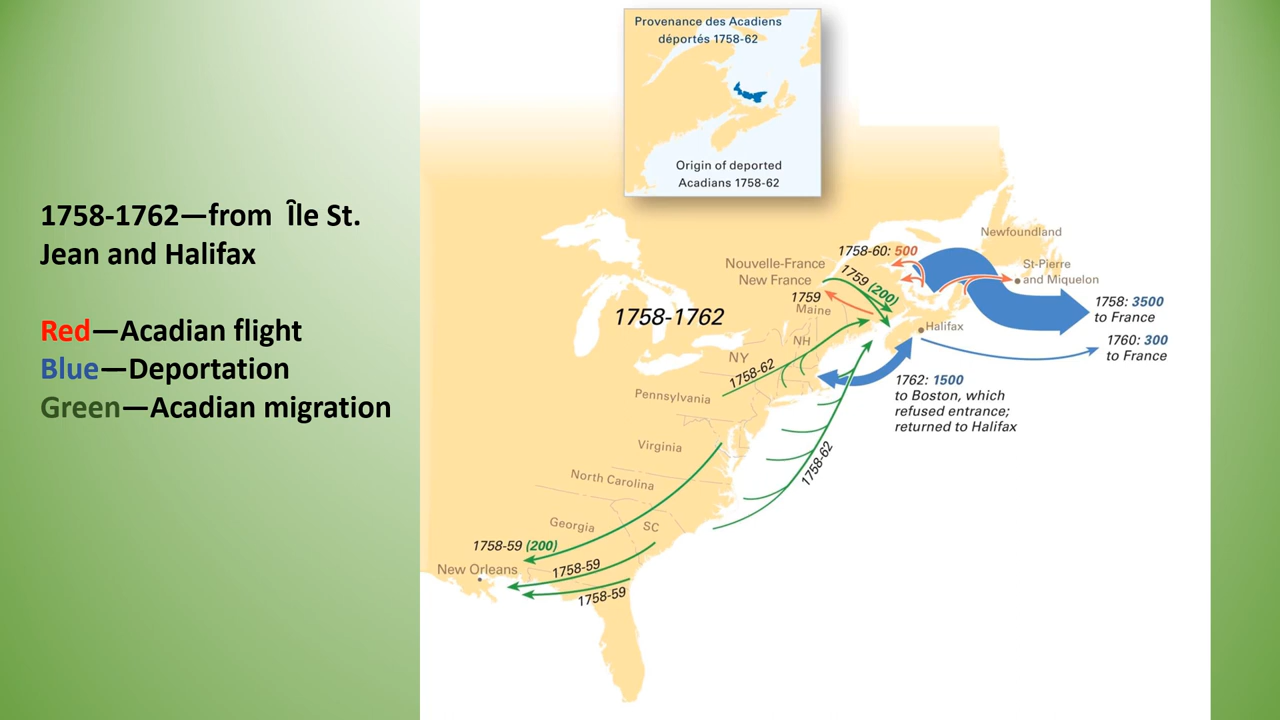 1758-1762—from Île St.
Jean and Halifax
Red—Acadian flight
Blue—Deportation
Green—Acadian migration
Provenance des Acadiens
déportés 1758-62
Origin of deported
Acadians 1758-62
Newfoundland
1758-60: 500
St-Pierre
and Miquelon
Nouvelle-France
New France
1759 (200)
1759
Maine
1758-1762
1758: 3500
to France
Halifax
1760: 300
to France
NH
NY
1758-62
1762: 1500
to Boston, which
refused entrance;
returned to Halifax
Pennsylvania
Virginia
1758-62
North Carolina
Georgia
SC
1758-59 (200)
New Orleans
1758-59
1758-59